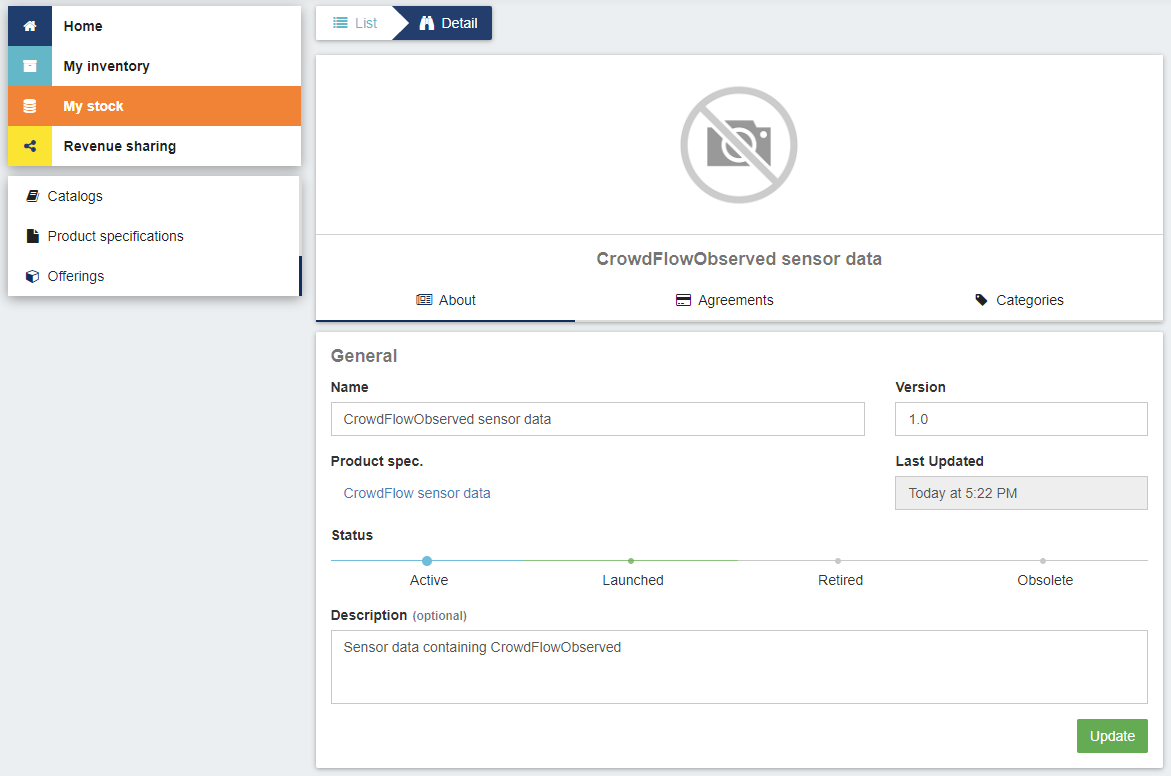 Home
My inventory
My stock
Revenue sharing
Catalogs
Product specifications
Offerings
List
Detail
CrowdFlowObserved sensor data
About
Agreements
Categories
General
Name
Version
CrowdFlowObserved sensor data
1.0
Product spec.
Last Updated
CrowdFlow sensor data
Today at 5:22 PM
Status
Active
Launched
Retired
Obsolete
Description (optional)
Sensor data containing CrowdFlowObserved
Update